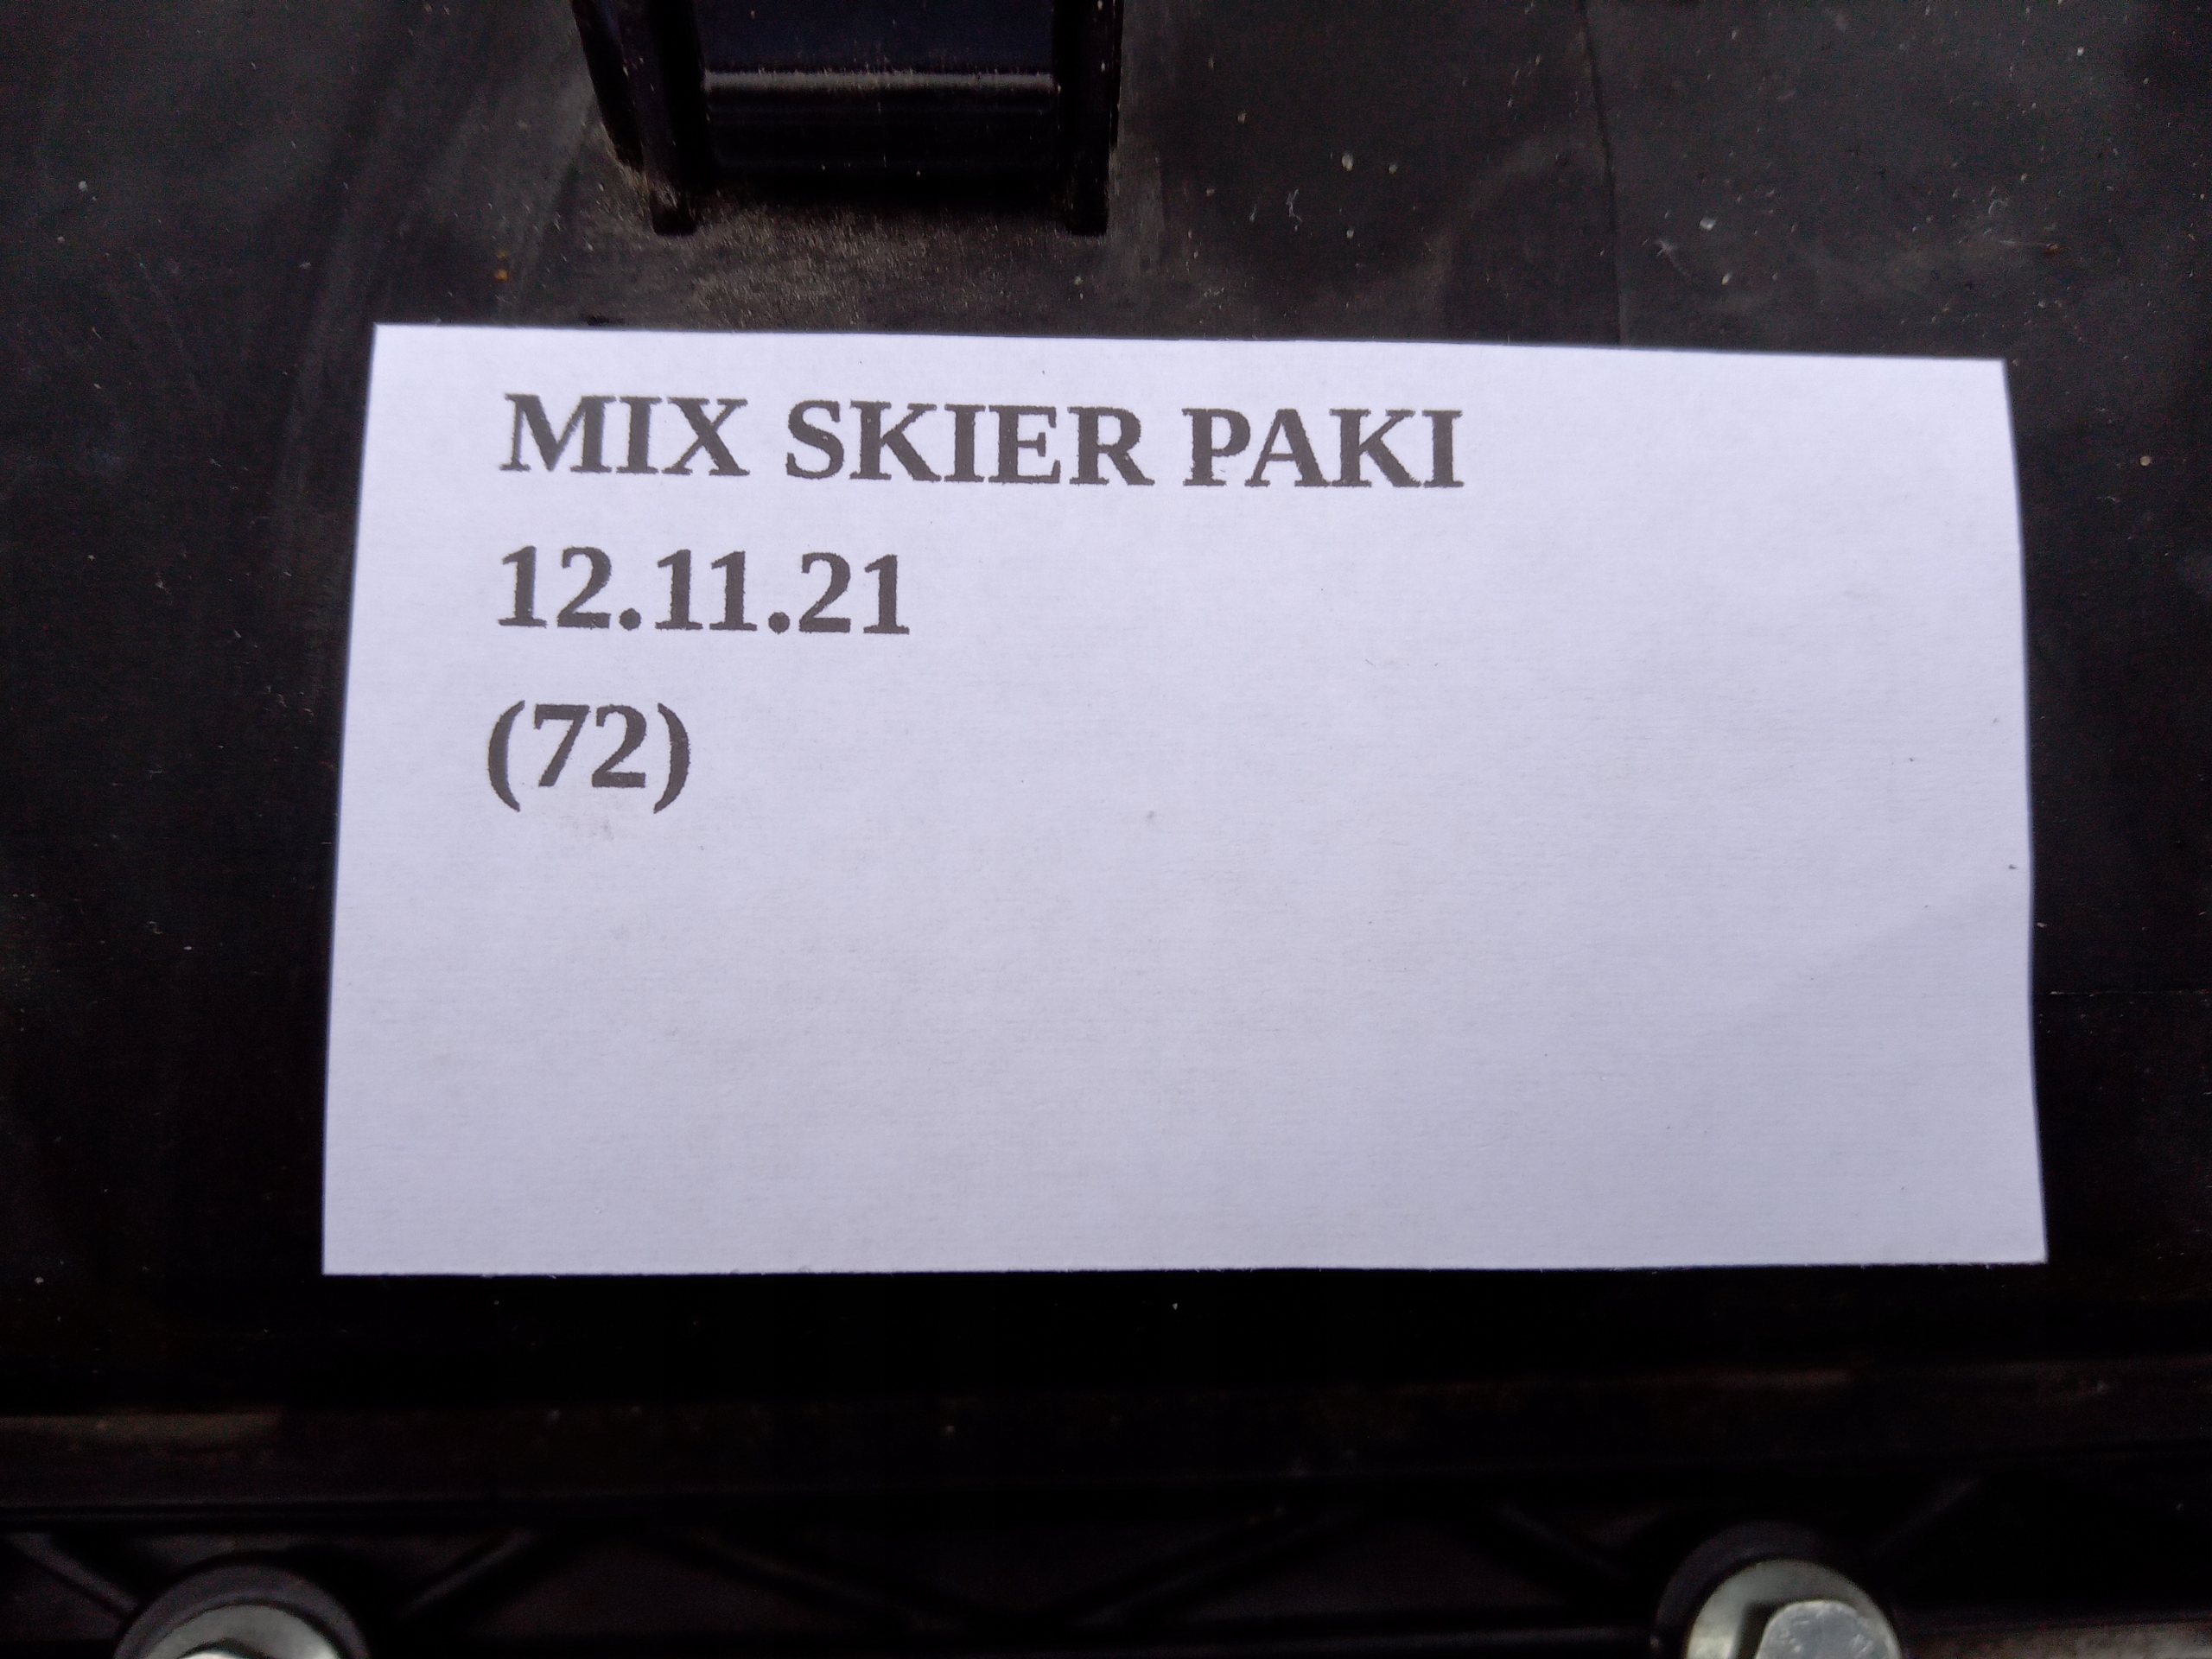 MIX SKIER PAKI
12.11.21
(72)